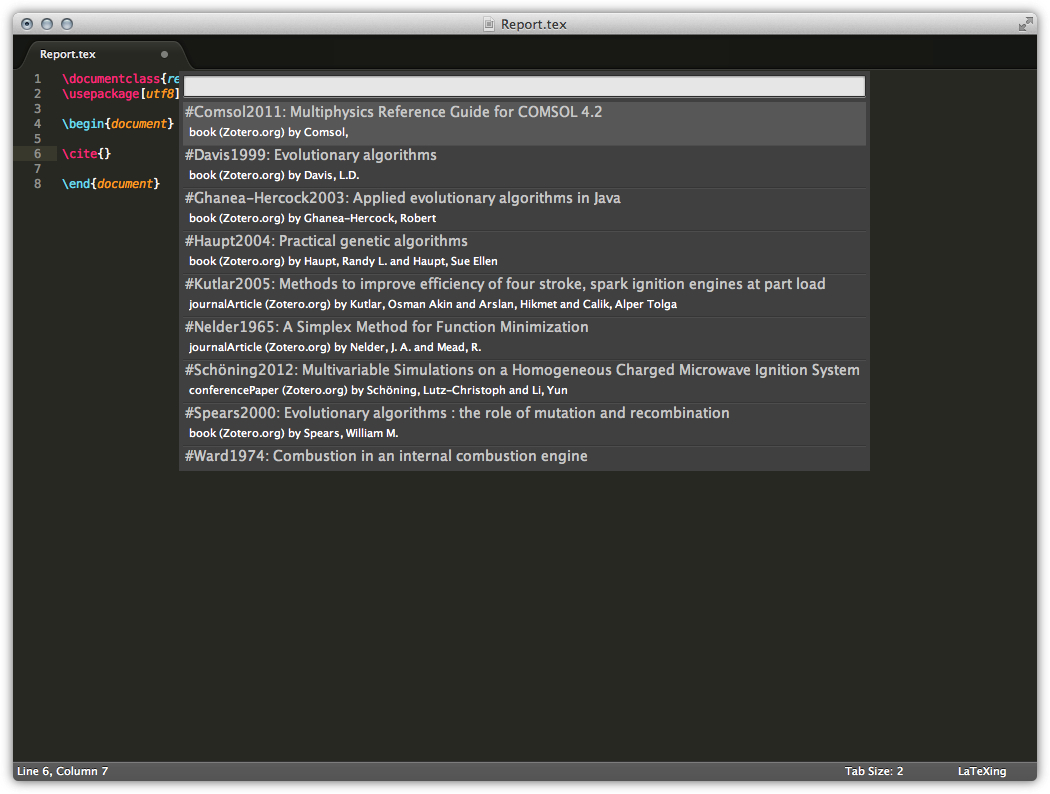 Report.tex
Report.tex
1 \documentclass{re
2 \usepackage[utf8]
3
4 \begin{document}
5
6 \cite{}
7
8 \end{document}
#Comsol2011: Multiphysics Reference Guide for COMSOL 4.2
book (Zotero.org) by Comsol,
#Davis1999: Evolutionary algorithms
book (Zotero.org) by Davis, L.D.
#Ghanea-Hercock2003: Applied evolutionary algorithms in Java
book (Zotero.org) by Ghanea-Hercock, Robert
#Haupt2004: Practical genetic algorithms
book (Zotero.org) by Haupt, Randy L. and Haupt, Sue Ellen
#Kutlar2005: Methods to improve efficiency of four stroke, spark ignition engines at part load
journalArticle (Zotero.org) by Kutlar, Osman Akin and Arslan, Hikmet and Calik, Alper Tolga
#Nelder1965: A Simplex Method for Function Minimization
journalArticle (Zotero.org) by Nelder, J. A. and Mead, R.
#Schöning2012: Multivariable Simulations on a Homogeneous Charged Microwave Ignition System
conferencePaper (Zotero.org) by Schöning, Lutz-Christoph and Li, Yun
#Spears2000: Evolutionary algorithms : the role of mutation and recombination
book (Zotero.org) by Spears, William M.
#Ward1974: Combustion in an internal combustion engine
Line 6, Column 7
Tab Size: 2
LaTeXing